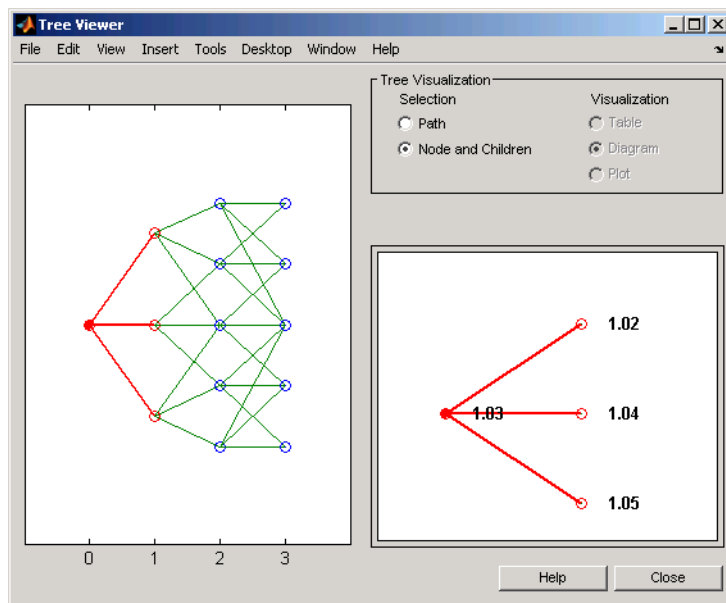 Tree Viewer
File Edit View Insert Tools Desktop Window Help
Tree Visualization
Selection Visualization
Path Table
Node and Children Diagram
Plot
1.02
1.03 1.04
1.05
0 1 2 3
Help Close